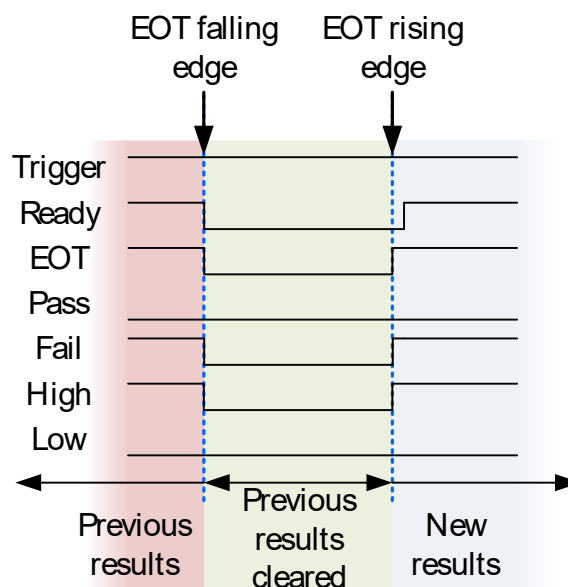 EOT falling
edge
EOT rising
edge
Trigger
Ready
EOT
Pass
Fail
High
Low
Previous
results
Previous
results
cleared
New
results